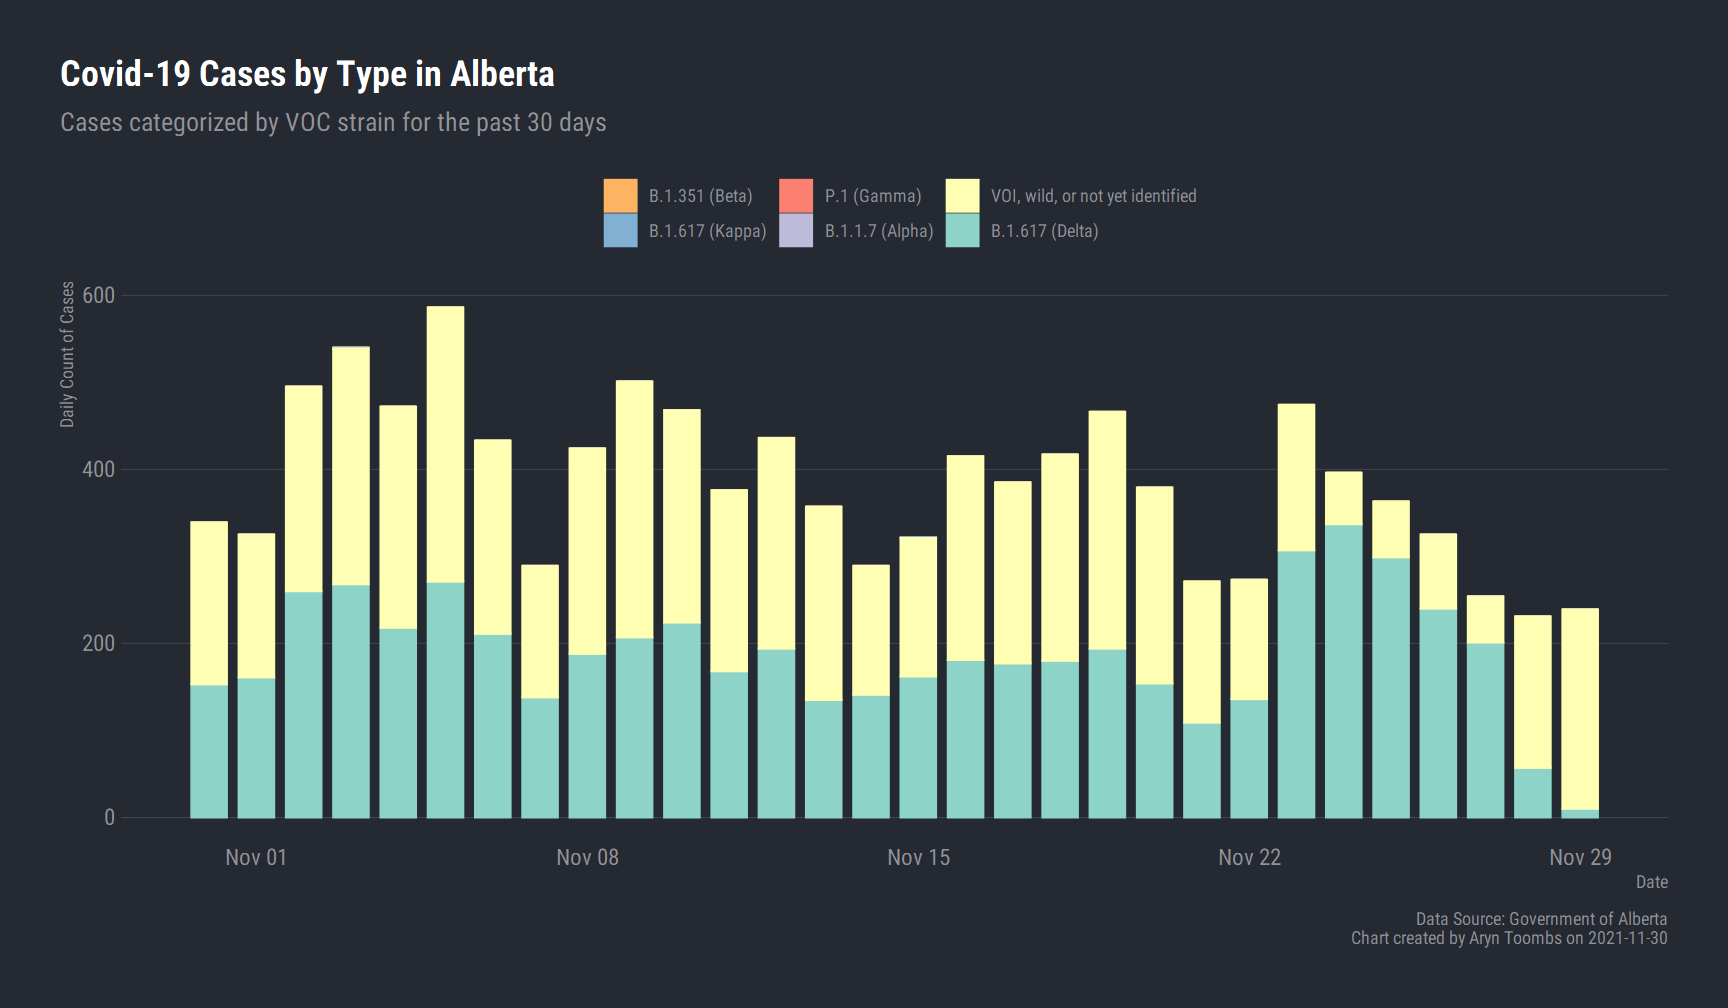 Covid-19 Cases by Type in Alberta
Cases categorized by VOC strain for the past 30 days
B.1.351 (Beta)
P.1 (Gamma)
VOI, wild, or not yet identified
B.1.617 (Kappa)
B.1.1.7 (Alpha)
B.1.617 (Delta)
Daily Count of Cases
600
400
200
0
Nov 01
Nov 08
Nov 15
Nov 22
Nov 29
Date
Data Source: Government of Alberta
Chart created by Aryn Toombs on 2021-11-30